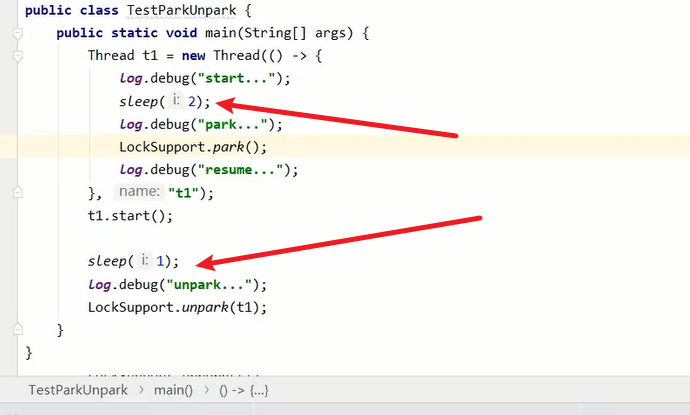 public class TestParkUnpark {
public static void main(String[] args) {
Thread t1 = new Thread(() -> {
log.debug("start...");
sleep( i: 2);
log.debug("park...");
LockSupport.park();
log.debug("resume...");
}, name: "t1");
t1.start();
sleep( i: 1);
log.debug("unpark...");
LockSupport.unpark(t1);
}
}
TestParkUnpark > main() > () -> {...}